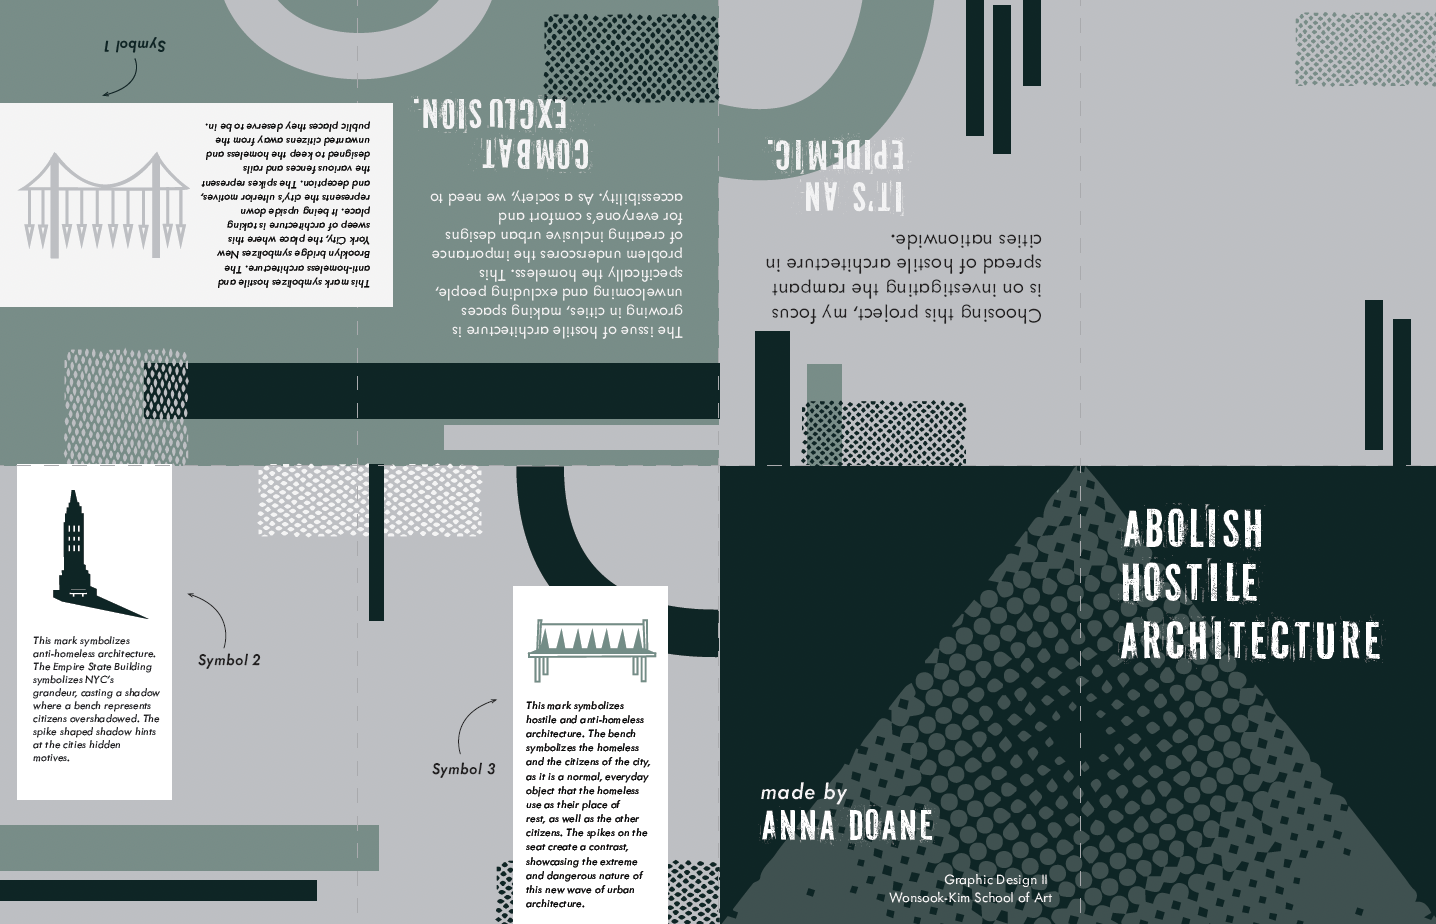 Symbol 1
This mark symbolizes hostile and
anti-homeless architecture. The
Brooklyn bridge symbolizes New
York City, the place where this
sweep of architecture is taking
place. It being upside down
represents the city's ulterior motives,
and deception. The spikes represent
the various fences and rails
designed to keep the homeless and
unwanted citizens away from the
public places they deserve to be in.
The issue of hostile architecture is
growing in cities, making spaces
unwelcoming and excluding people,
specifically the homeless. This
problem underscores the importance
of creating inclusive urban designs
for everyone's comfort and
accessibility. As a society, we need to
COMBAT
EXCLUSION.
Choosing this project, my focus
is on investigating the rampant
spread of hostile architecture in
cities nationwide.
IT'S AN
EPIDEMIC.
This mark symbolizes
anti-homeless architecture.
The Empire State Building
symbolizes NYC's
grandeur, casting a shadow
where a bench represents
citizens overshadowed. The
spike shaped shadow hints
at the cities hidden
motives.
Symbol 2
Symbol 3
This mark symbolizes
hostile and anti-homeless
architecture. The bench
symbolizes the homeless
and the citizens of the city,
as it is a normal, everyday
object that the homeless
use as their place of
rest, as well as the other
citizens. The spikes on the
seat create a contrast,
showcasing the extreme
and dangerous nature of
this new wave of urban
architecture.
ABOLISH
HOSTILE
ARCHITECTURE
made by
ANNA DOANE
Graphic Design II
Wonsook-Kim School of Art